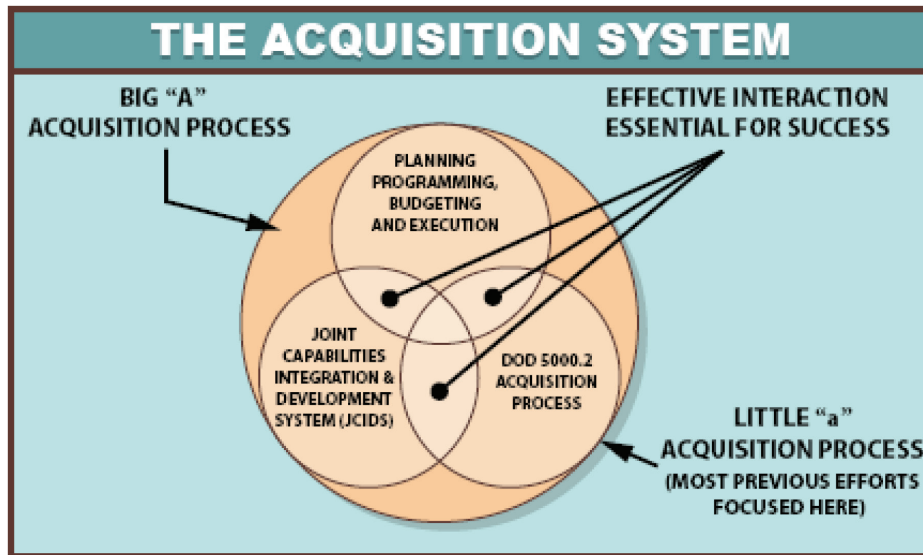 THE ACQUISITION SYSTEM
BIG “A”
ACQUISITION PROCESS
EFFECTIVE INTERACTION
ESSENTIAL FOR SUCCESS
PLANNING
PROGRAMMING,
BUDGETING
AND EXECUTION
JOINT
CAPABILITIES
INTEGRATION &
DEVELOPMENT
SYSTEM (JCIDS)
DOD 5000.2
ACQUISITION
PROCESS
LITTLE “a”
ACQUISITION PROCESS
(MOST PREVIOUS EFFORTS
FOCUSED HERE)